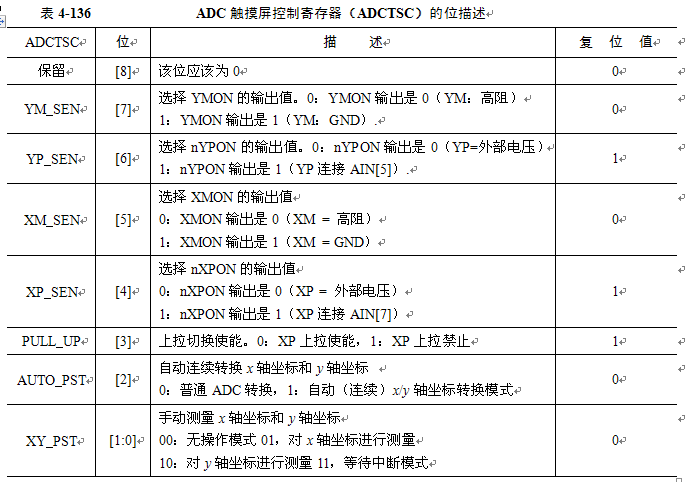 表 4-136 ADC 触摸屏控制寄存器（ADCTSC）的位描述
ADCTSC 位 描 述 复 位 值
保留 [8] 该位应该为 0 0
YM_SEN [7] 选择 YMON 的输出值。0：YMON 输出是 0（YM：高阻）
1：YMON 输出是 1（YM：GND）. 0
YP_SEN [6] 选择 nYPON 的输出值。0：nYPON 输出是 0（YP=外部电压）
1：nYPON 输出是 1（YP 连接 AIN[5]）. 1
XM_SEN [5] 选择 XMON 的输出值
0：XMON 输出是 0（XM = 高阻）
1：XMON 输出是 1（XM = GND） 0
XP_SEN [4] 选择 nXPON 的输出值
0：nXPON 输出是 0（XP = 外部电压）
1：nXPON 输出是 1（XP 连接 AIN[7]） 1
PULL_UP [3] 上拉切换使能。0：XP 上拉使能，1：XP 上拉禁止 1
AUTO_PST [2] 自动连续转换 x 轴坐标和 y 轴坐标
0：普通 ADC 转换，1：自动（连续）x/y 轴坐标转换模式 0
XY_PST [1:0] 手动测量 x 轴坐标和 y 轴坐标
00：无操作模式 01，对 x 轴坐标进行测量
10：对 y 轴坐标进行测量 11，等待中断模式 0